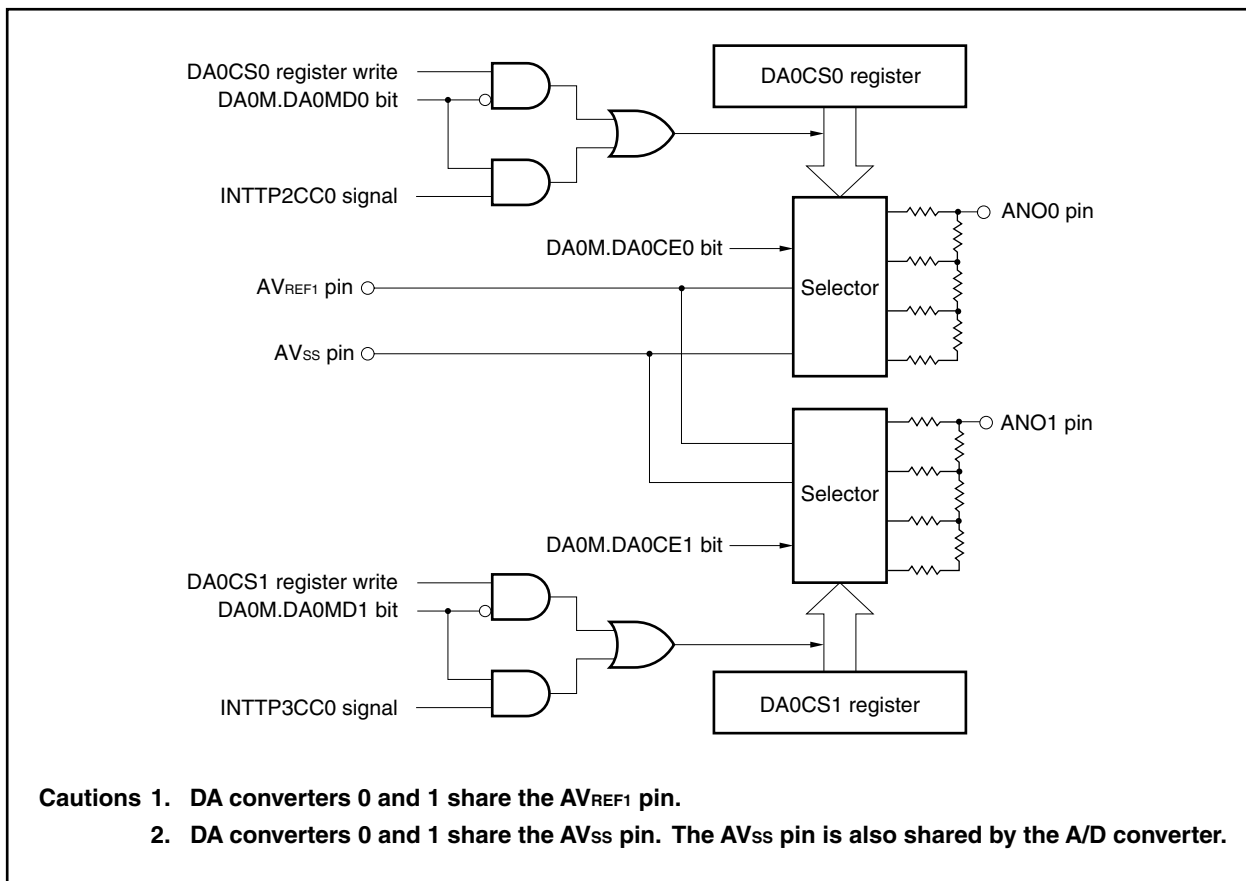 DA0CS0 register write
DA0M.DA0MD0 bit
INTTP2CC0 signal
DA0CS0 register
DA0M.DA0CE0 bit
AVREF1 pin
AVSS pin
Selector
ANO0 pin
ANO1 pin
Selector
DA0M.DA0CE1 bit
DA0CS1 register write
DA0M.DA0MD1 bit
INTTP3CC0 signal
DA0CS1 register
Cautions 1. DA converters 0 and 1 share the AVREF1 pin.
2. DA converters 0 and 1 share the AVSS pin. The AVSS pin is also shared by the A/D converter.